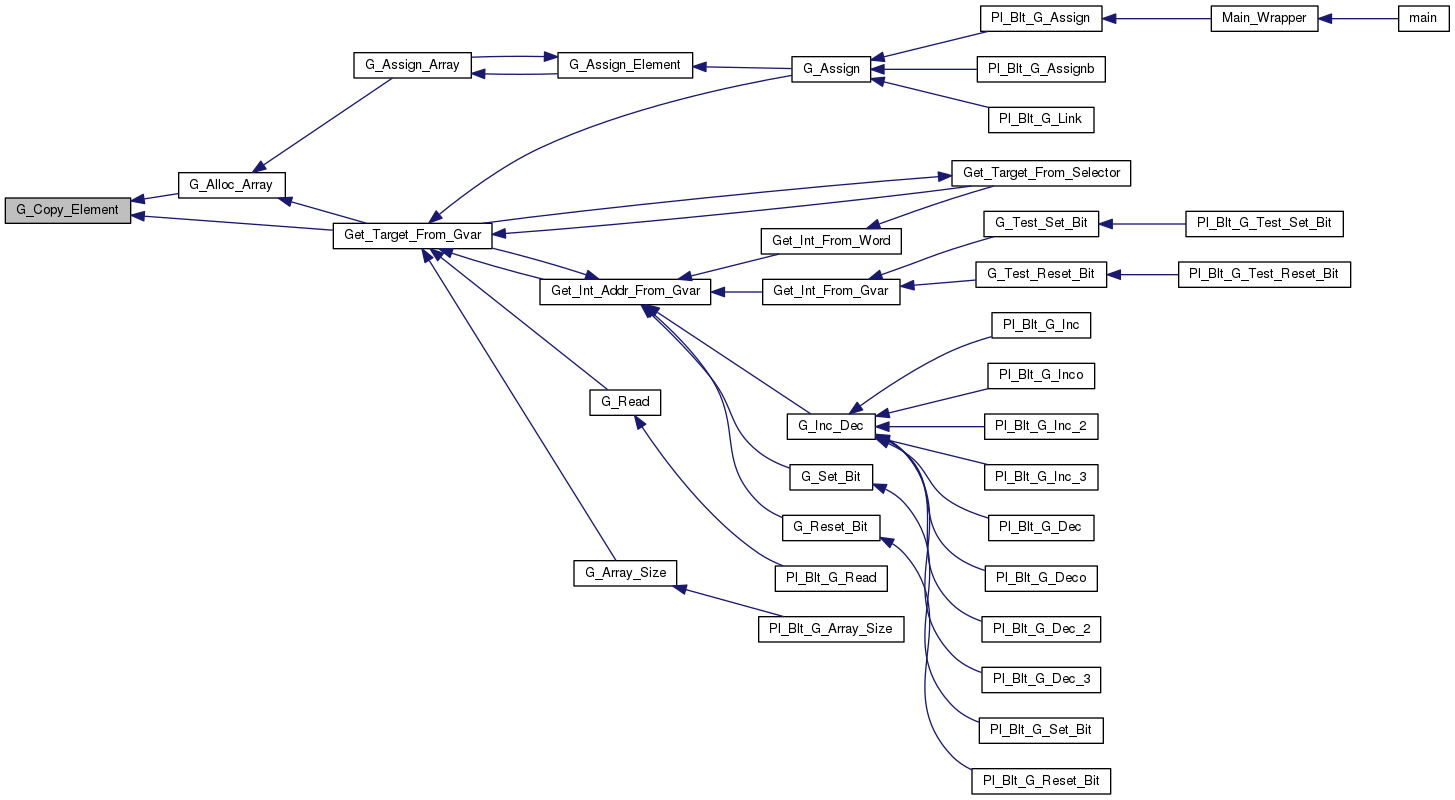 Pl_Blt_G_Assign
Main_Wrapper
main
G_Assign_Array
G_Assign_Element
G_Assign
Pl_Blt_G_Assignb
Pl_Blt_G_Link
G_Alloc_Array
Get_Target_From_Selector
G_Copy_Element
Get_Target_From_Gvar
G_Test_Set_Bit
Pl_Blt_G_Test_Set_Bit
Get_Int_From_Word
G_Test_Reset_Bit
Pl_Blt_G_Test_Reset_Bit
Get_Int_Addr_From_Gvar
Get_Int_From_Gvar
Pl_Blt_G_Inc
Pl_Blt_G_Inco
G_Read
G_Inc_Dec
Pl_Blt_G_Inc_2
G_Set_Bit
Pl_Blt_G_Inc_3
G_Reset_Bit
Pl_Blt_G_Dec
G_Array_Size
Pl_Blt_G_Read
Pl_Blt_G_Deco
Pl_Blt_G_Array_Size
Pl_Blt_G_Dec_2
Pl_Blt_G_Dec_3
Pl_Blt_G_Set_Bit
Pl_Blt_G_Reset_Bit